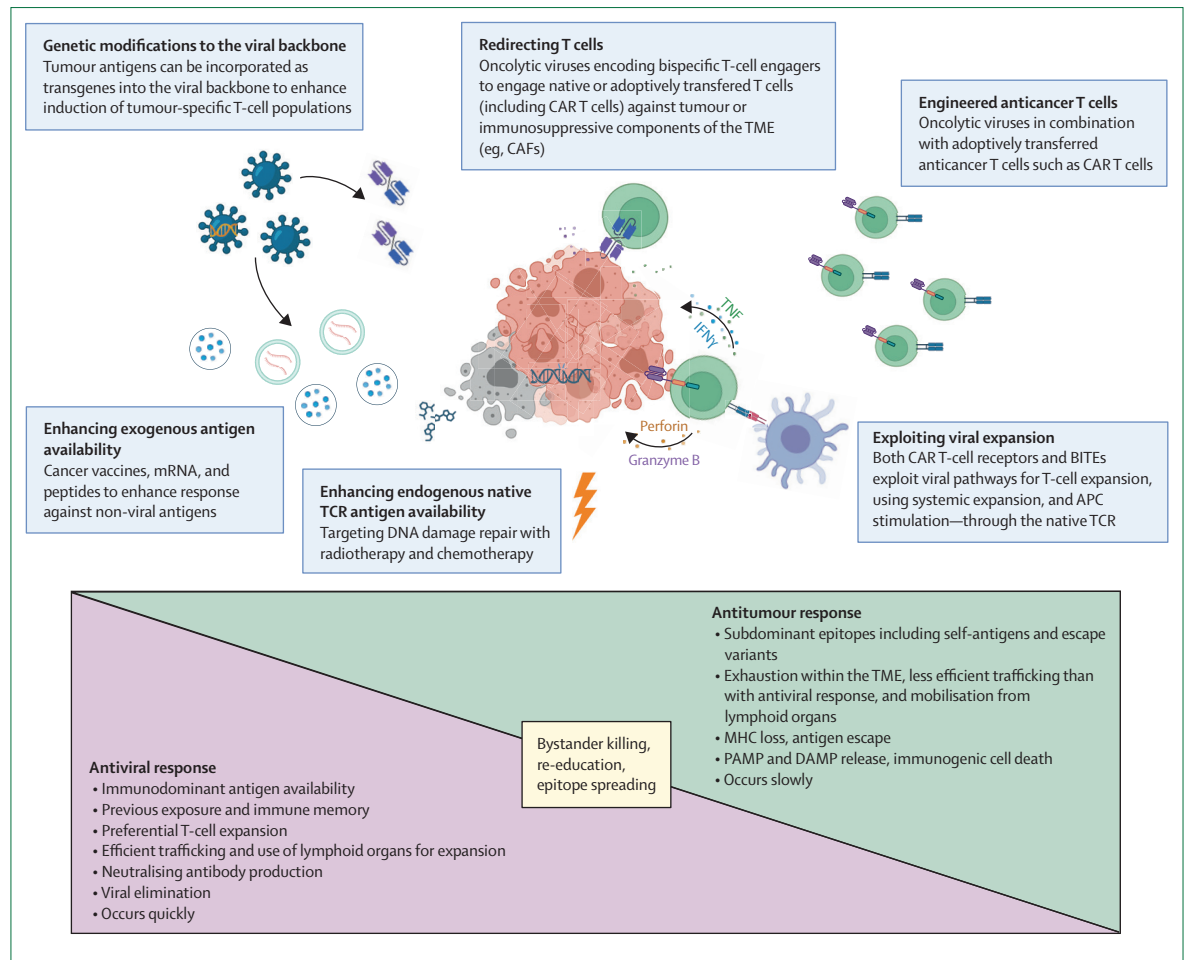 Genetic modifications to the viral backbone
Tumour antigens can be incorporated as
transgenes into the viral backbone to enhance
induction of tumour-specific T-cell populations
Redirecting T cells
Oncolytic viruses encoding bispecific T-cell engagers
to engage native or adoptively transfered T cells
(including CAR T cells) against tumour or
immunosuppressive components of the TME
(eg, CAFs)
Engineered anticancer T cells
Oncolytic viruses in combination
with adoptively transferred
anticancer T cells such as CAR T cells
TNF
IFNγ
Perforin
Granzyme B
Enhancing exogenous antigen
availability
Cancer vaccines, mRNA, and
peptides to enhance response
against non-viral antigens
Enhancing endogenous native
TCR antigen availability
Targeting DNA damage repair with
radiotherapy and chemotherapy
Exploiting viral expansion
Both CAR T-cell receptors and BITEs
exploit viral pathways for T-cell expansion,
using systemic expansion, and APC
stimulation—through the native TCR
Antitumour response
• Subdominant epitopes including self-antigens and escape
variants
• Exhaustion within the TME, less efficient trafficking than
with antiviral response, and mobilisation from
lymphoid organs
• MHC loss, antigen escape
• PAMP and DAMP release, immunogenic cell death
• Occurs slowly
Bystander killing,
re-education,
epitope spreading
Antiviral response
• Immunodominant antigen availability
• Previous exposure and immune memory
• Preferential T-cell expansion
• Efficient trafficking and use of lymphoid organs for expansion
• Neutralising antibody production
• Viral elimination
• Occurs quickly